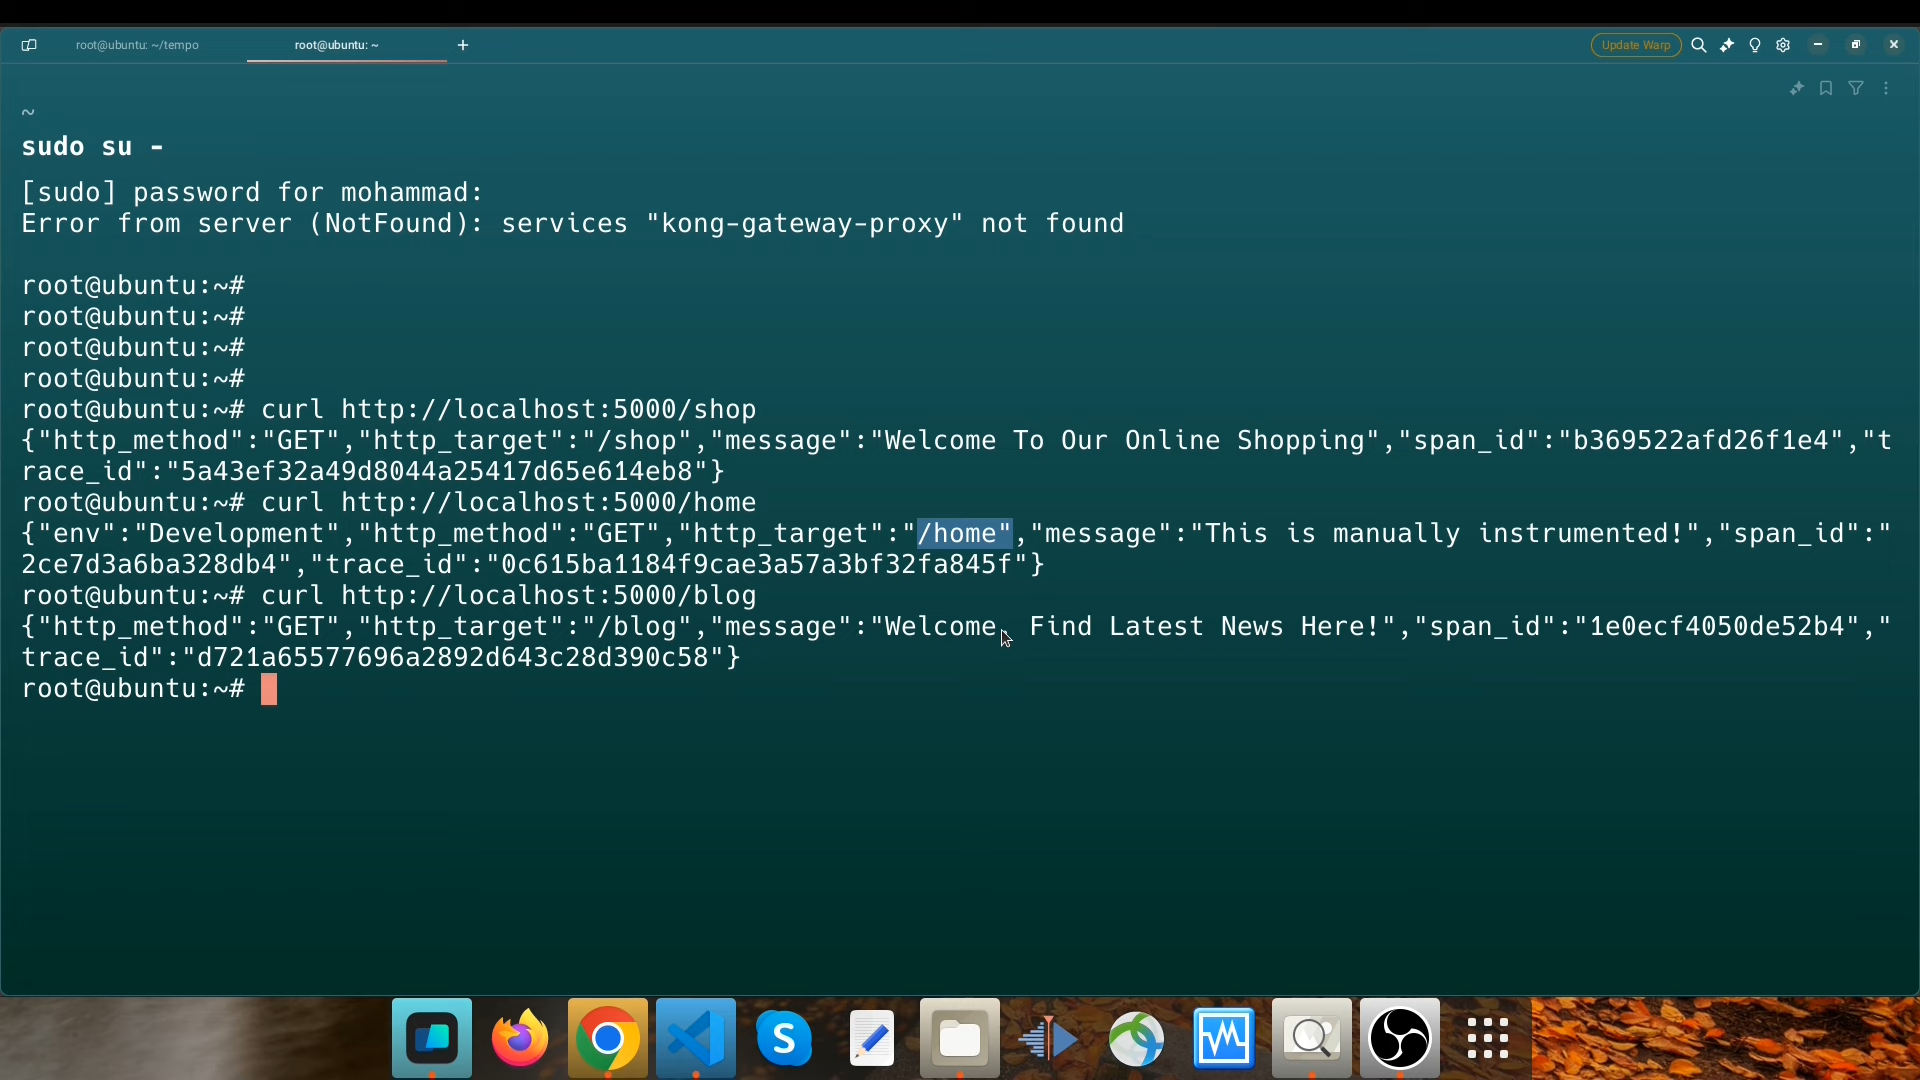 root@ubuntu: ~/tempo
root@ubuntu: ~
Update Warp
~
sudo su -
[sudo] password for mohammad:
Error from server (NotFound): services "kong-gateway-proxy" not found
root@ubuntu:~#
root@ubuntu:~#
root@ubuntu:~#
root@ubuntu:~#
root@ubuntu:~# curl http://localhost:5000/shop
{"http_method":"GET","http_target":"/shop","message":"Welcome To Our Online Shopping","span_id":"b369522afd26f1e4","t
race_id":"5a43ef32a49d8044a25417d65e614eb8"}
root@ubuntu:~# curl http://localhost:5000/home
{"env":"Development","http_method":"GET","http_target":"/home","message":"This is manually instrumented!","span_id":"
2ce7d3a6ba328db4","trace_id":"0c615ba1184f9cae3a57a3bf32fa845f"}
root@ubuntu:~# curl http://localhost:5000/blog
{"http_method":"GET","http_target":"/blog","message":"Welcome, Find Latest News Here!","span_id":"1e0ecf4050de52b4","
trace_id":"d721a65577696a2892d643c28d390c58"}
root@ubuntu:~#